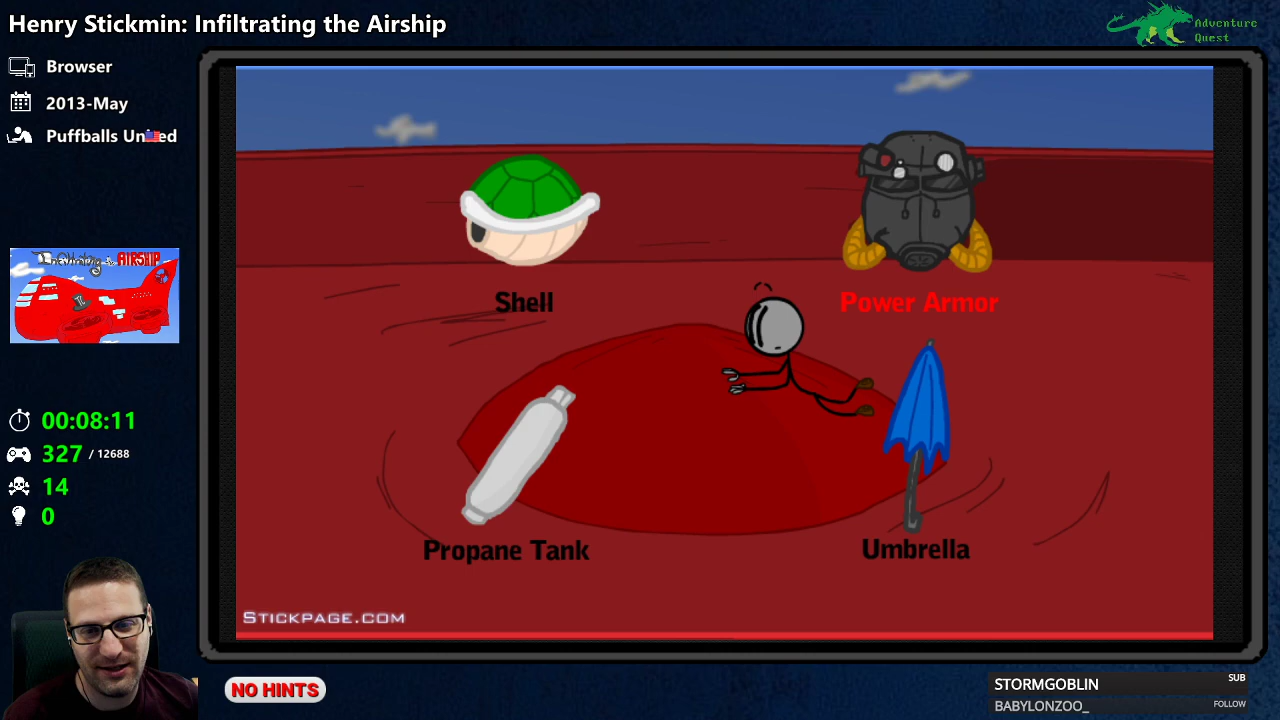 Henry Stickmin: Infiltrating the Airship
Adventure
Quest
Browser
2013-May
Puffballs
Shell
Power Armor
AIRSHIP
00:08:11
327 / 12688
14
0
Propane Tank
Umbrella
STICKPAGE.COM
NO HINTS
STORMGOBLIN
SUB
BABYLONZOO_
FOLLOW